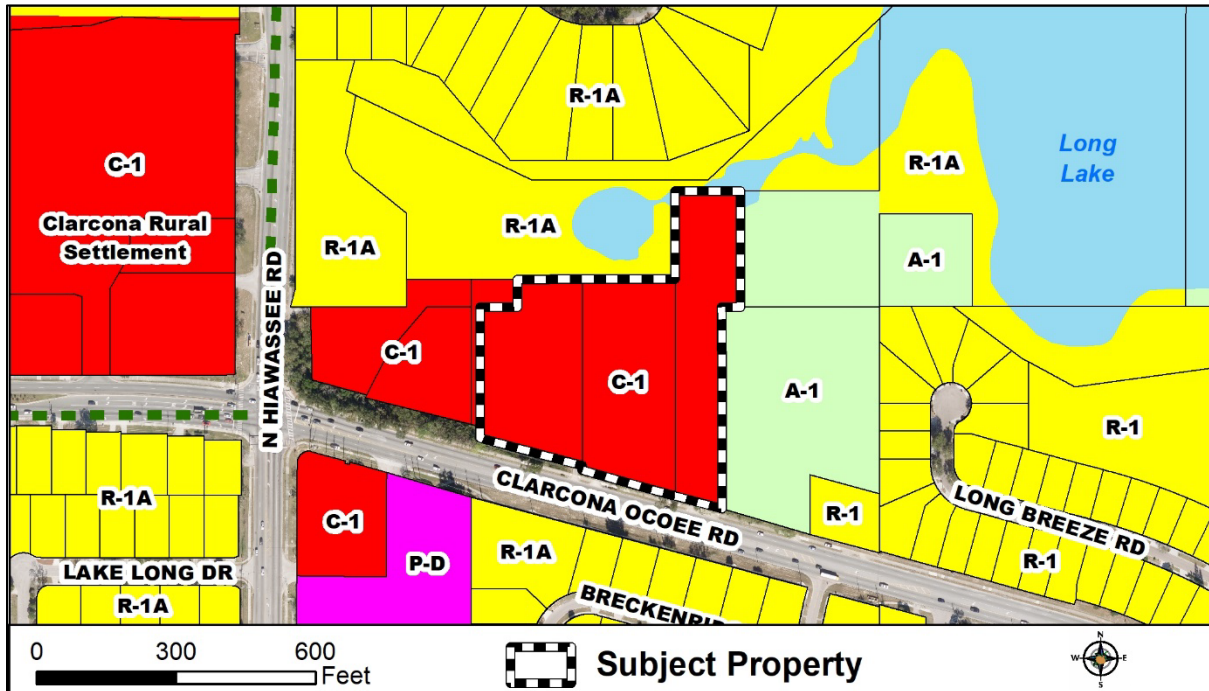 R-1A
C-1
Long
Lake
R-1A
Clarcona Rural
Settlement
R-1A
R-1A
A-1
N HIAWASSEE RD
C-1
C-1
A-1
R-1
R-1A
C-1
CLARCONA OCOEE RD
R-1
LONG BREEZE RD
R-1A
P-D
R-1
LAKE LONG DR
R-1A
0 300 600
Feet
Subject Property
N
W E
S